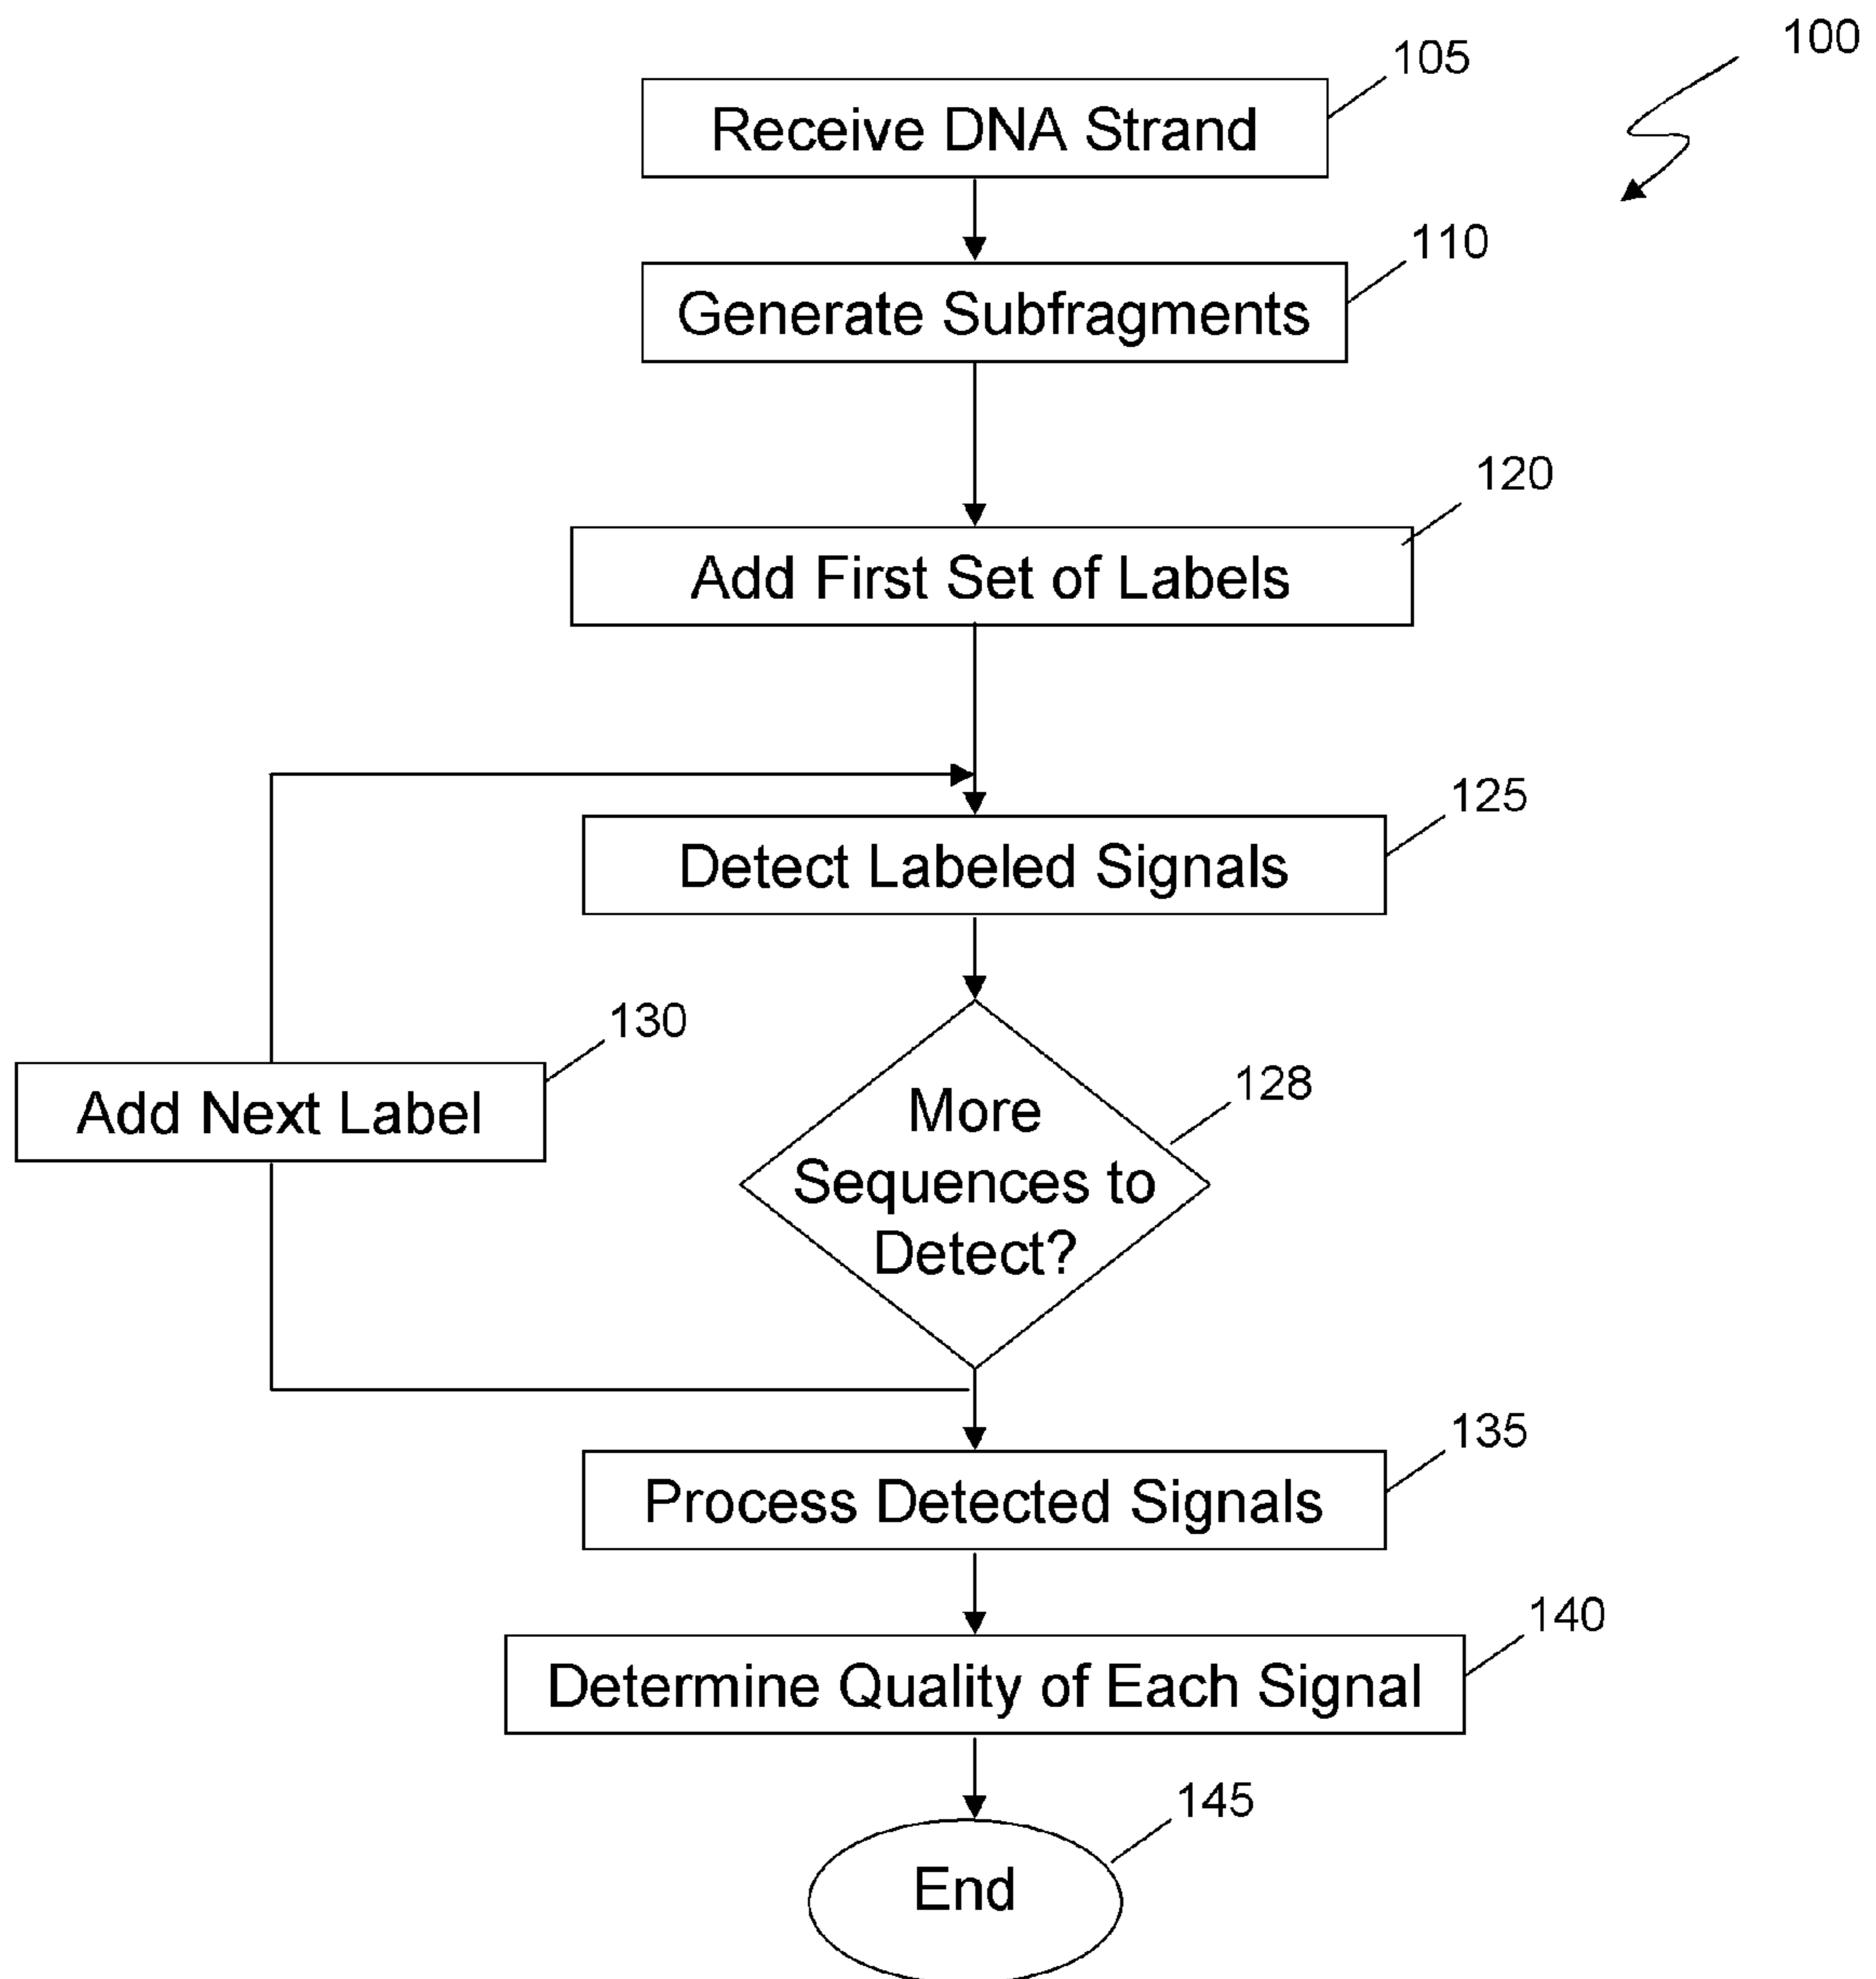 100
105
Receive DNA Strand
110
Generate Subfragments
120
Add First Set of Labels
125
Detect Labeled Signals
130
Add Next Label
128
More
Sequences to
Detect?
135
Process Detected Signals
140
Determine Quality of Each Signal
145
End